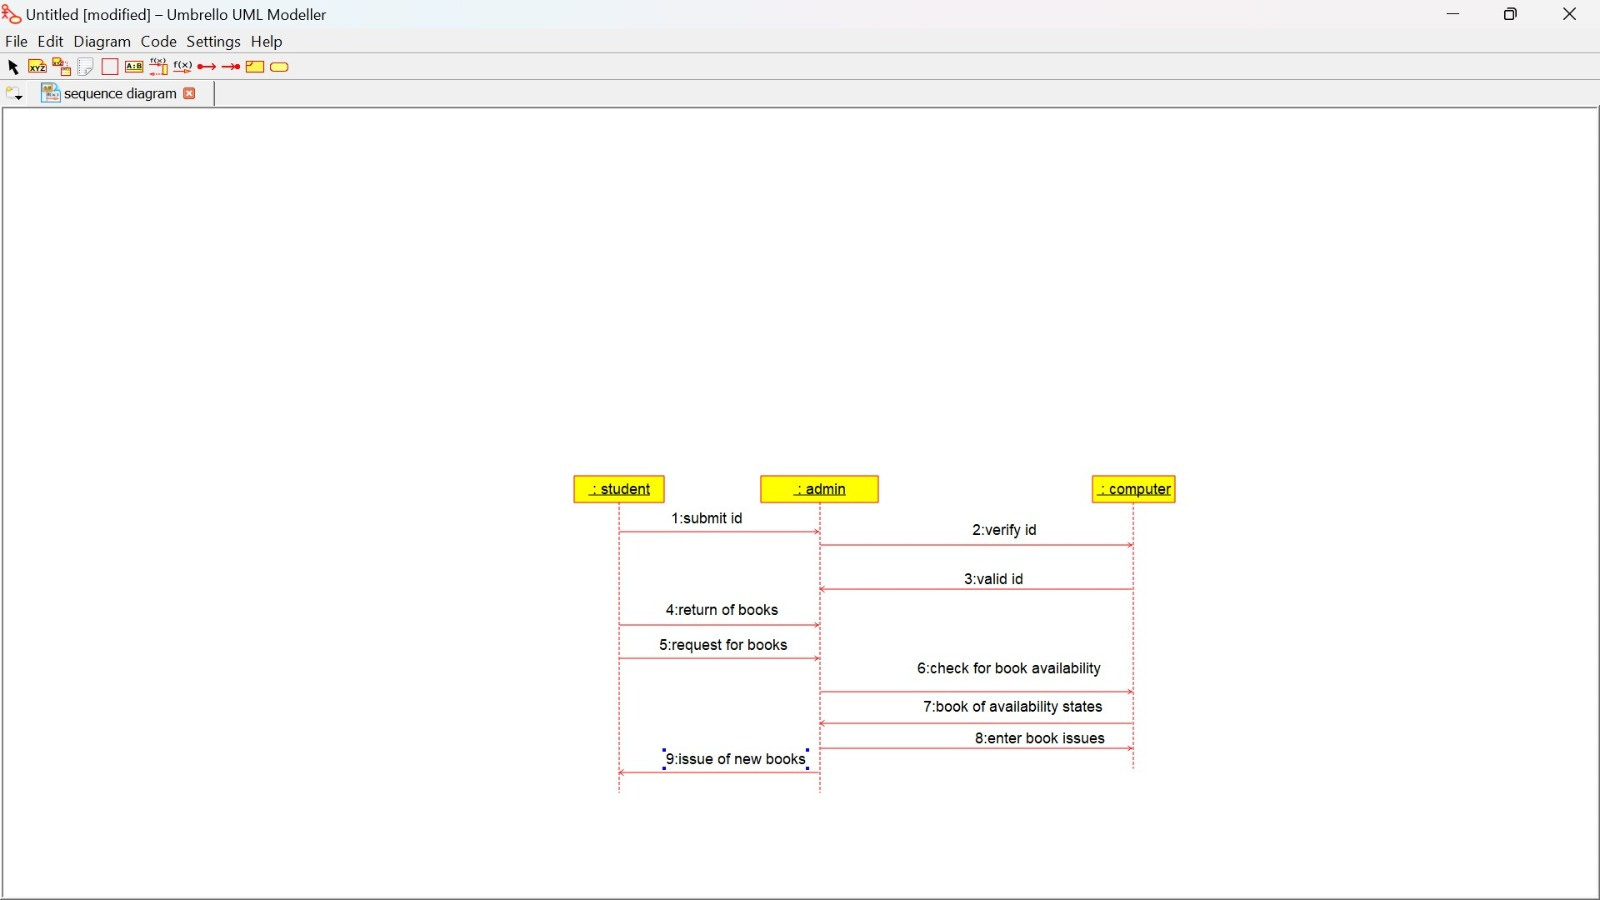 Untitled [modified] – Umbrello UML Modeller
File Edit Diagram Code Settings Help
XYZ XYZ A:B f(x) f(x)
sequence diagram
: student : admin : computer
1:submit id
2:verify id
3:valid id
4:return of books
5:request for books
6:check for book availability
7:book of availability states
8:enter book issues
9:issue of new books